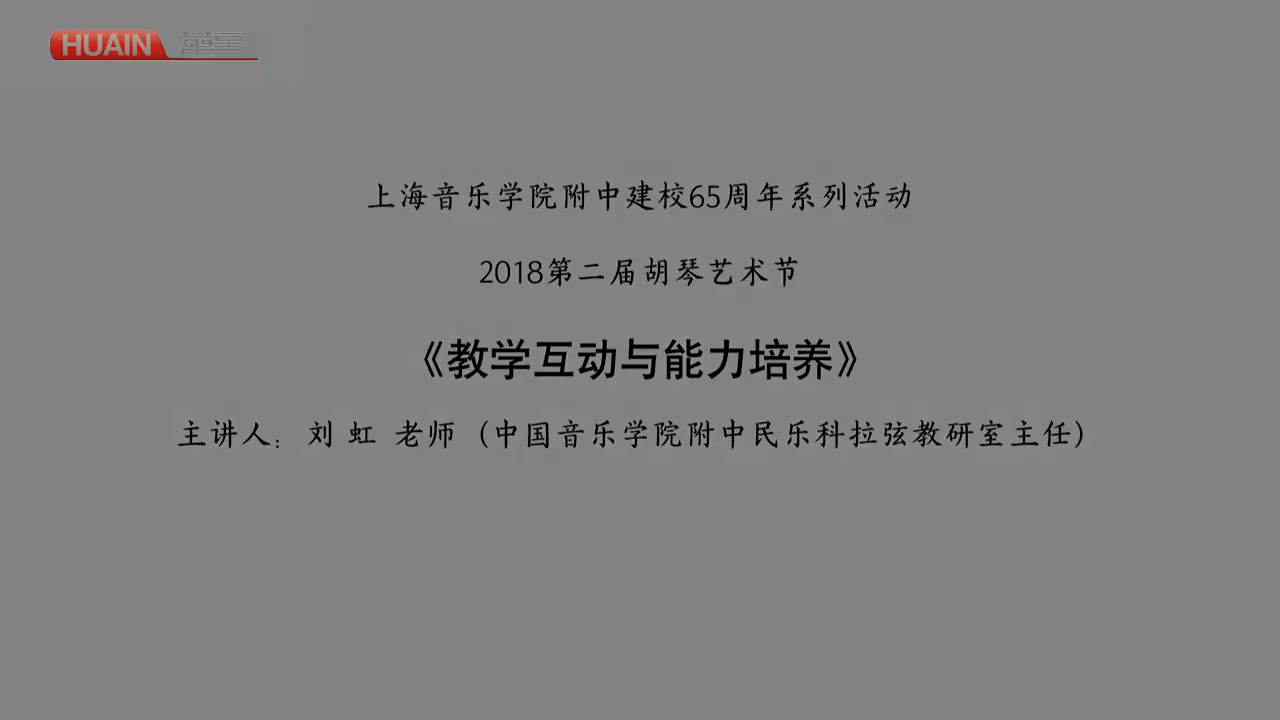 HUAIN
上海音乐学院附中建校65周年系列活动
2018第二届胡琴艺术节
《教学互动与能力培养》
主讲人：刘 虹 老师（中国音乐学院附中民乐科拉弦教研室主任）